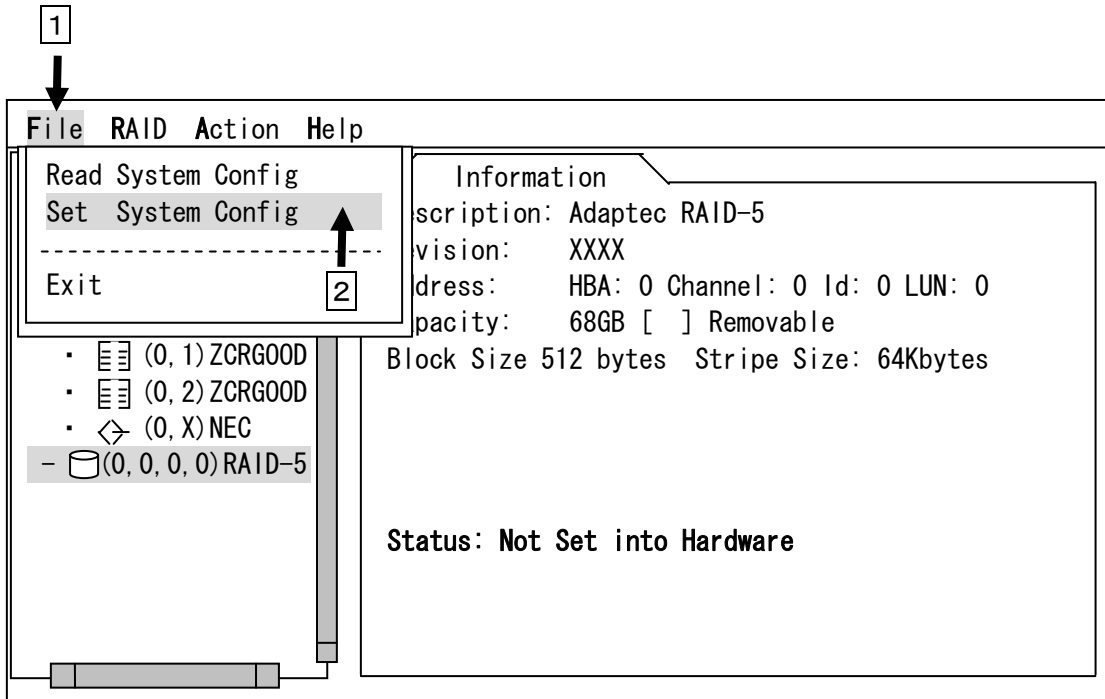 1
File RAID Action Help
Read System Config
Set System Config
Exit
2
Information
escription: Adaptec RAID-5
vision: XXXX
dress: HBA: 0 Channel: 0 Id: 0 LUN: 0
pacity: 68GB [ ] Removable
Block Size 512 bytes Stripe Size: 64Kbytes
(0,1)ZCRGOOD
(0,2)ZCRGOOD
(0,X)NEC
- (0,0,0,0)RAID-5
Status: Not Set into Hardware